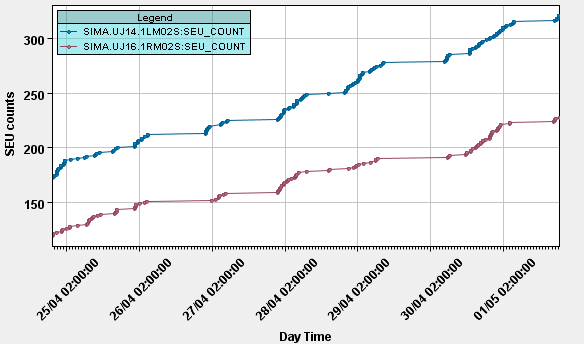 Legend
SIMA.UJ14.1LM02S:SEU_COUNT
SIMA.UJ16.1RM02S:SEU_COUNT
300
250
200
150
SEU counts
25/04 02:00:00
26/04 02:00:00
27/04 02:00:00
28/04 02:00:00
29/04 02:00:00
30/04 02:00:00
01/05 02:00:00
Day Time